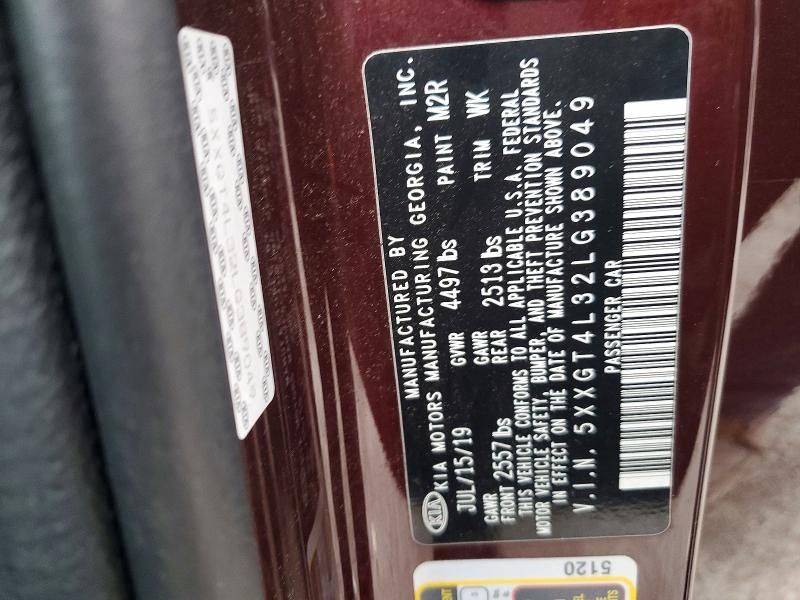 MANUFACTURED BY
KIA KIA MOTORS MANUFACTURING GEORGIA, INC.
JUL/15/19 GVWR 4497 lbs PAINT M2R
GAWR FRONT 2557 lbs GAWR REAR 2513 lbs TRIM WK
THIS VEHICLE CONFORMS TO ALL APPLICABLE U.S.A. FEDERAL
MOTOR VEHICLE SAFETY, BUMPER, AND THEFT PREVENTION STANDARDS
IN EFFECT ON THE DATE OF MANUFACTURE SHOWN ABOVE.
V.I.N. 5XXGT4L32LG389049
PASSENGER CAR
5120